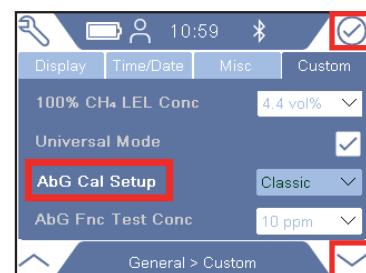 10:59
Display Time/Date Misc Custom
100% CH₄ LEL Conc 4.4 vol%
Universal Mode
AbG Cal Setup Classic
AbG Fnc Test Conc 10 ppm
General > Custom